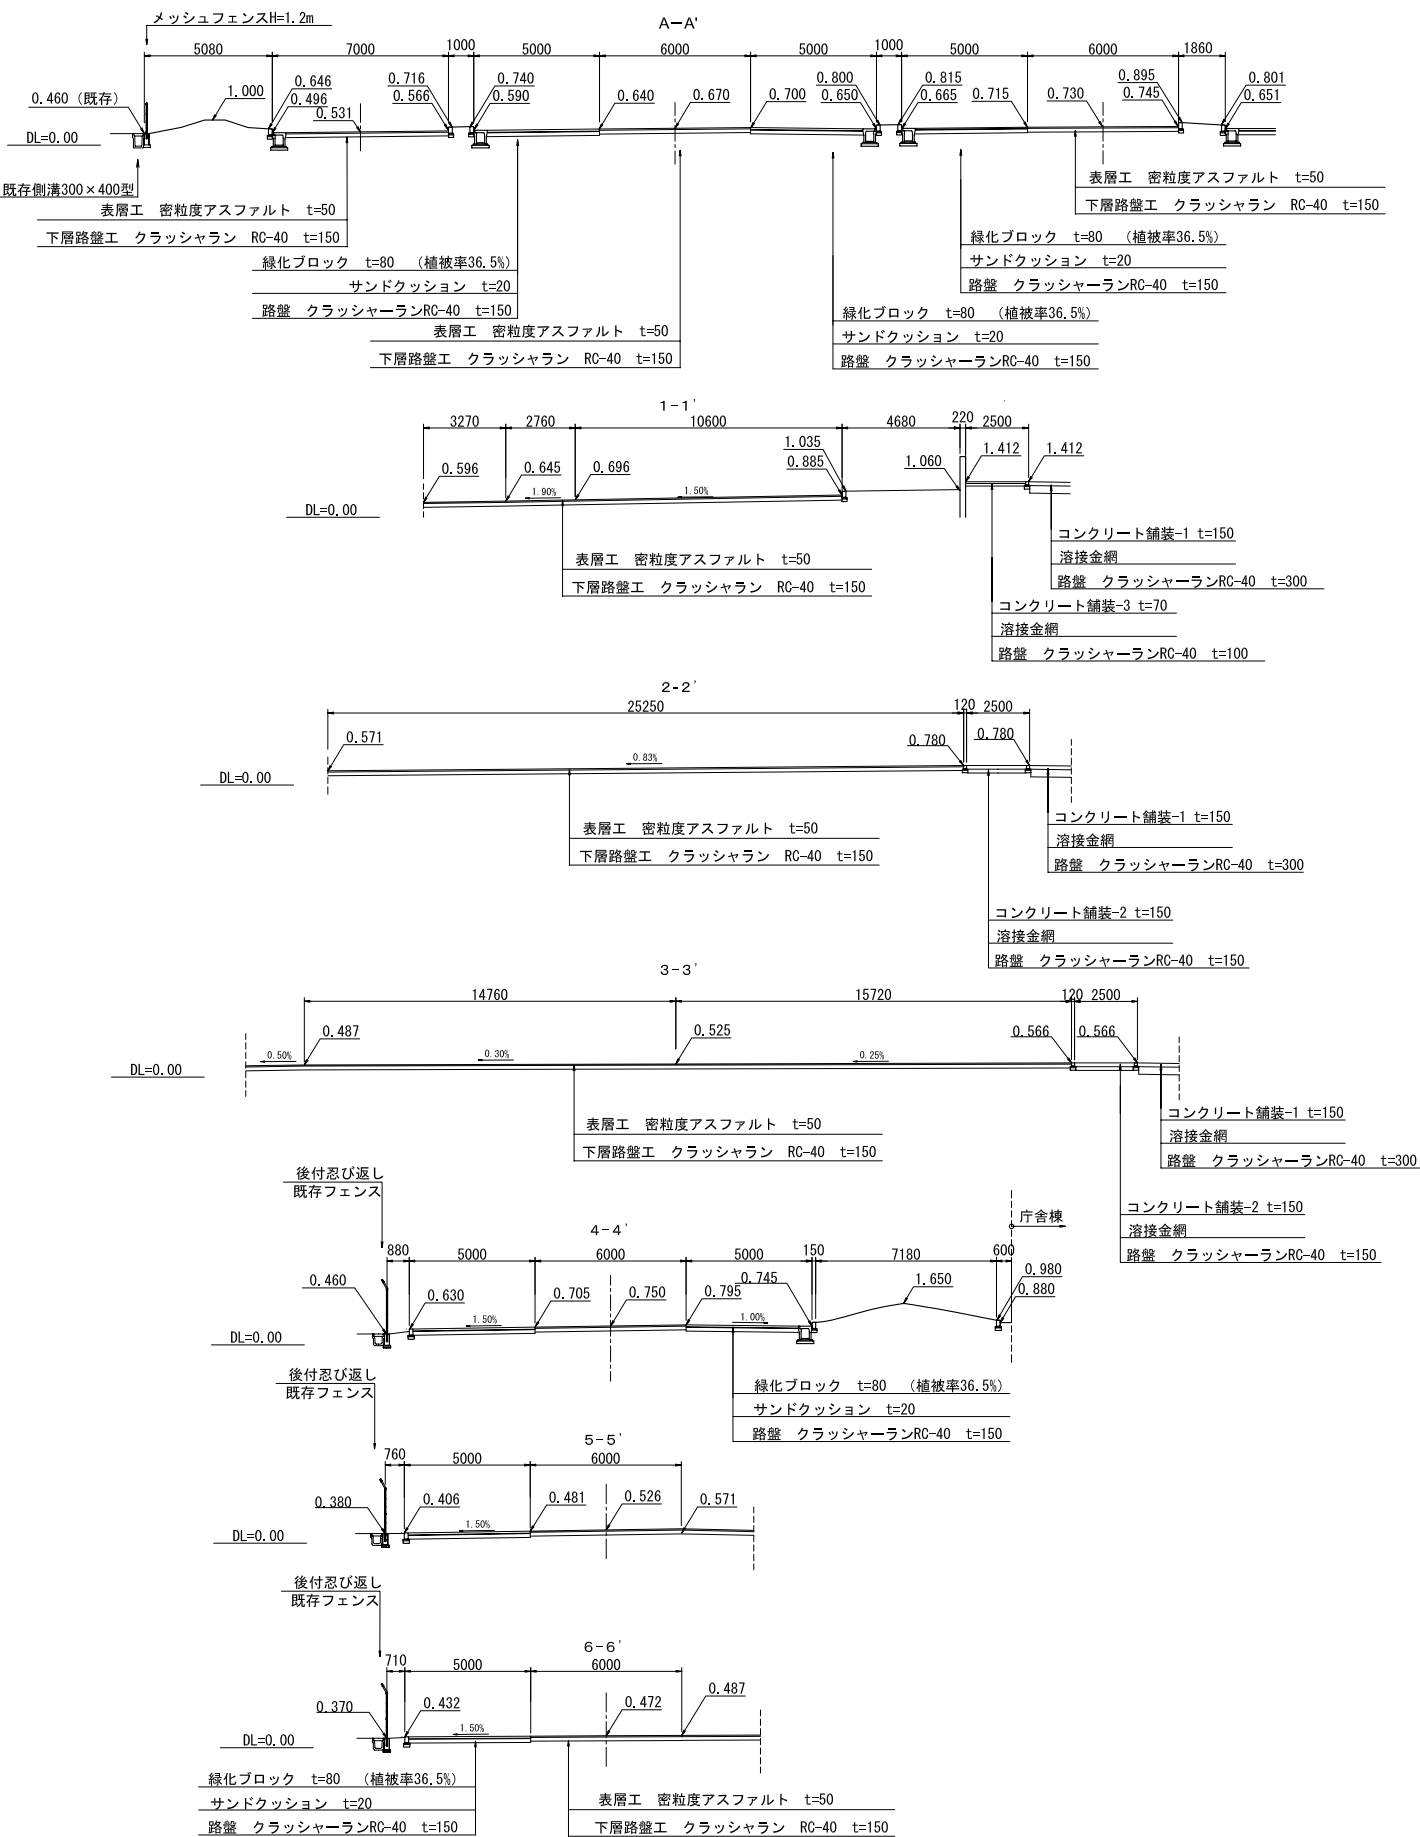 メッシュフェンスH=1.2m
A-A'
5080
7000
1000
5000
6000
5000
1000
5000
6000
1860
0.460 (既存)
1.000
0.646
0.496
0.531
0.716
0.566
0.740
0.590
0.640
0.670
0.700
0.800
0.650
0.815
0.665
0.715
0.730
0.895
0.745
0.801
0.651
DL=0.00
既存側溝300×400型
表層工 密粒度アスファルト t=50
下層路盤工 クラッシャラン RC-40 t=150
緑化ブロック t=80 (植被率36.5%)
サンドクッション t=20
路盤 クラッシャーランRC-40 t=150
表層工 密粒度アスファルト t=50
下層路盤工 クラッシャラン RC-40 t=150
緑化ブロック t=80 (植被率36.5%)
サンドクッション t=20
路盤 クラッシャーランRC-40 t=150
緑化ブロック t=80 (植被率36.5%)
サンドクッション t=20
路盤 クラッシャーランRC-40 t=150
表層工 密粒度アスファルト t=50
下層路盤工 クラッシャラン RC-40 t=150
1-1'
3270
2760
10600
4680
220
2500
0.596
0.645
0.696
1.035
0.885
1.060
1.412
1.412
1.90%
1.50%
DL=0.00
表層工 密粒度アスファルト t=50
下層路盤工 クラッシャラン RC-40 t=150
コンクリート舗装-1 t=150
溶接金網
路盤 クラッシャーランRC-40 t=300
コンクリート舗装-3 t=70
溶接金網
路盤 クラッシャーランRC-40 t=100
2-2'
25250
120
2500
0.571
0.83%
0.780
0.780
DL=0.00
表層工 密粒度アスファルト t=50
下層路盤工 クラッシャラン RC-40 t=150
コンクリート舗装-1 t=150
溶接金網
路盤 クラッシャーランRC-40 t=300
コンクリート舗装-2 t=150
溶接金網
路盤 クラッシャーランRC-40 t=150
3-3'
14760
15720
120
2500
0.50%
0.487
0.30%
0.525
0.25%
0.566
0.566
DL=0.00
表層工 密粒度アスファルト t=50
下層路盤工 クラッシャラン RC-40 t=150
コンクリート舗装-1 t=150
溶接金網
路盤 クラッシャーランRC-40 t=300
コンクリート舗装-2 t=150
溶接金網
路盤 クラッシャーランRC-40 t=150
後付忍び返し
既存フェンス
4-4'
庁舎棟
880
5000
6000
5000
150
7180
600
0.460
0.630
1.50%
0.705
0.750
0.795
0.745
1.00%
1.650
0.980
0.880
DL=0.00
緑化ブロック t=80 (植被率36.5%)
サンドクッション t=20
路盤 クラッシャーランRC-40 t=150
後付忍び返し
既存フェンス
5-5'
760
5000
6000
0.380
0.406
1.50%
0.481
0.526
0.571
DL=0.00
後付忍び返し
既存フェンス
6-6'
710
5000
6000
0.370
0.432
1.50%
0.472
0.487
DL=0.00
緑化ブロック t=80 (植被率36.5%)
サンドクッション t=20
路盤 クラッシャーランRC-40 t=150
表層工 密粒度アスファルト t=50
下層路盤工 クラッシャラン RC-40 t=150